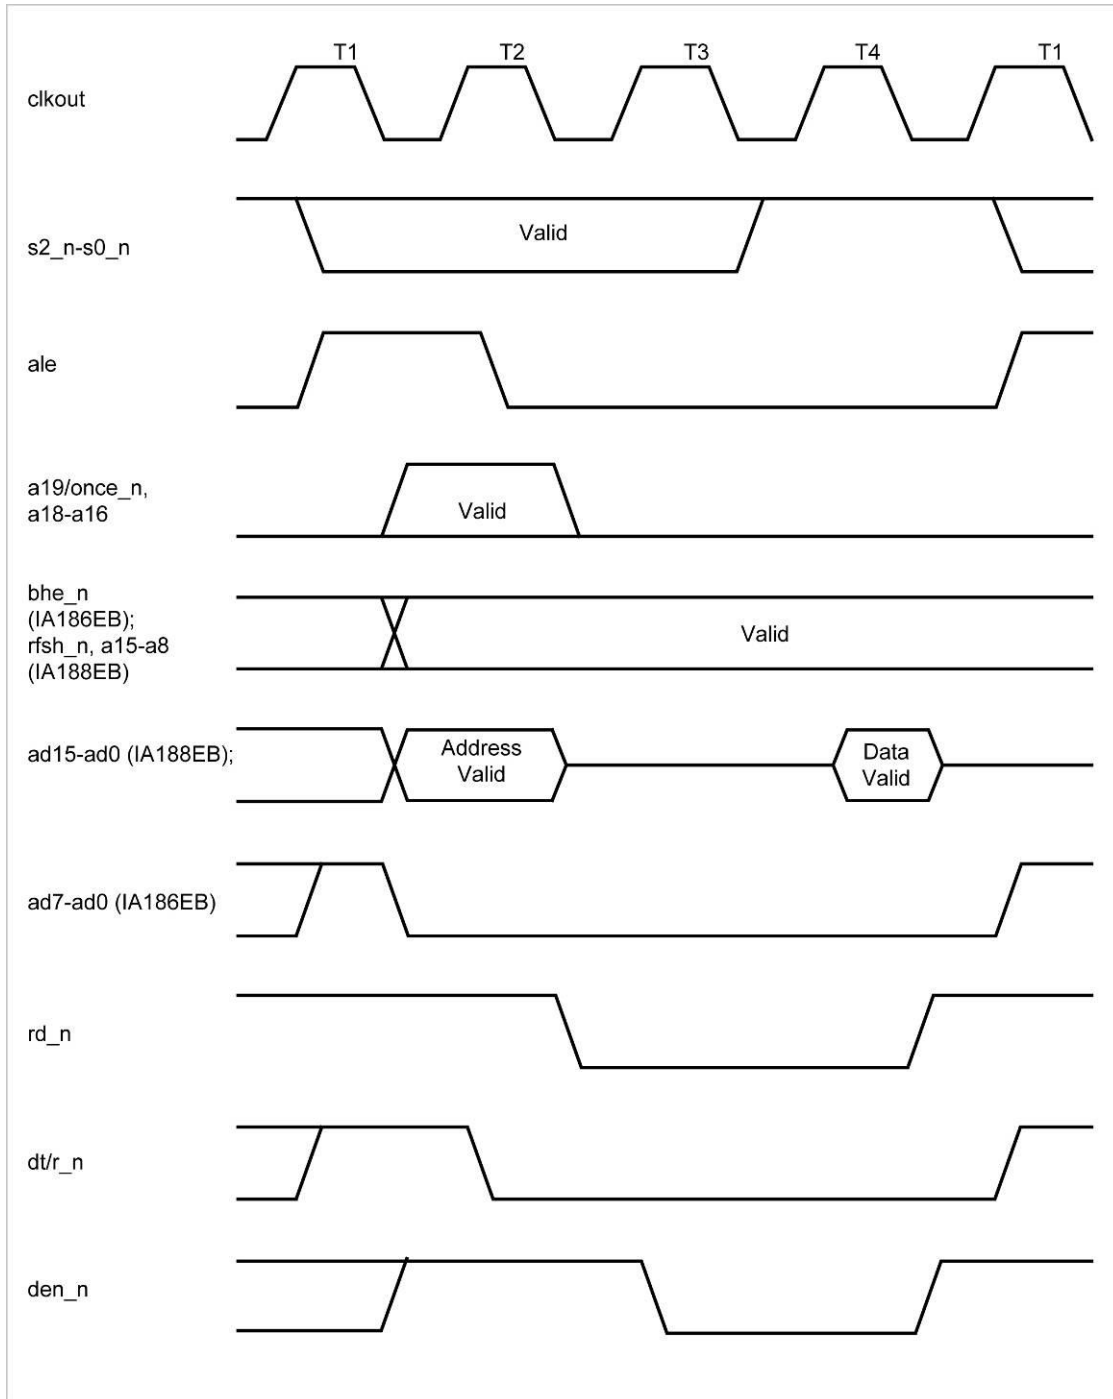 T1 T2 T3 T4 T1
clkout
Valid
s2_n-s0_n
ale
a19/once_n,
a18-a16
Valid
bhe_n
(IA186EB);
rfsh_n, a15-a8
(IA188EB)
Valid
ad15-ad0 (IA188EB);
Address
Valid
Data
Valid
ad7-ad0 (IA186EB)
rd_n
dt/r_n
den_n